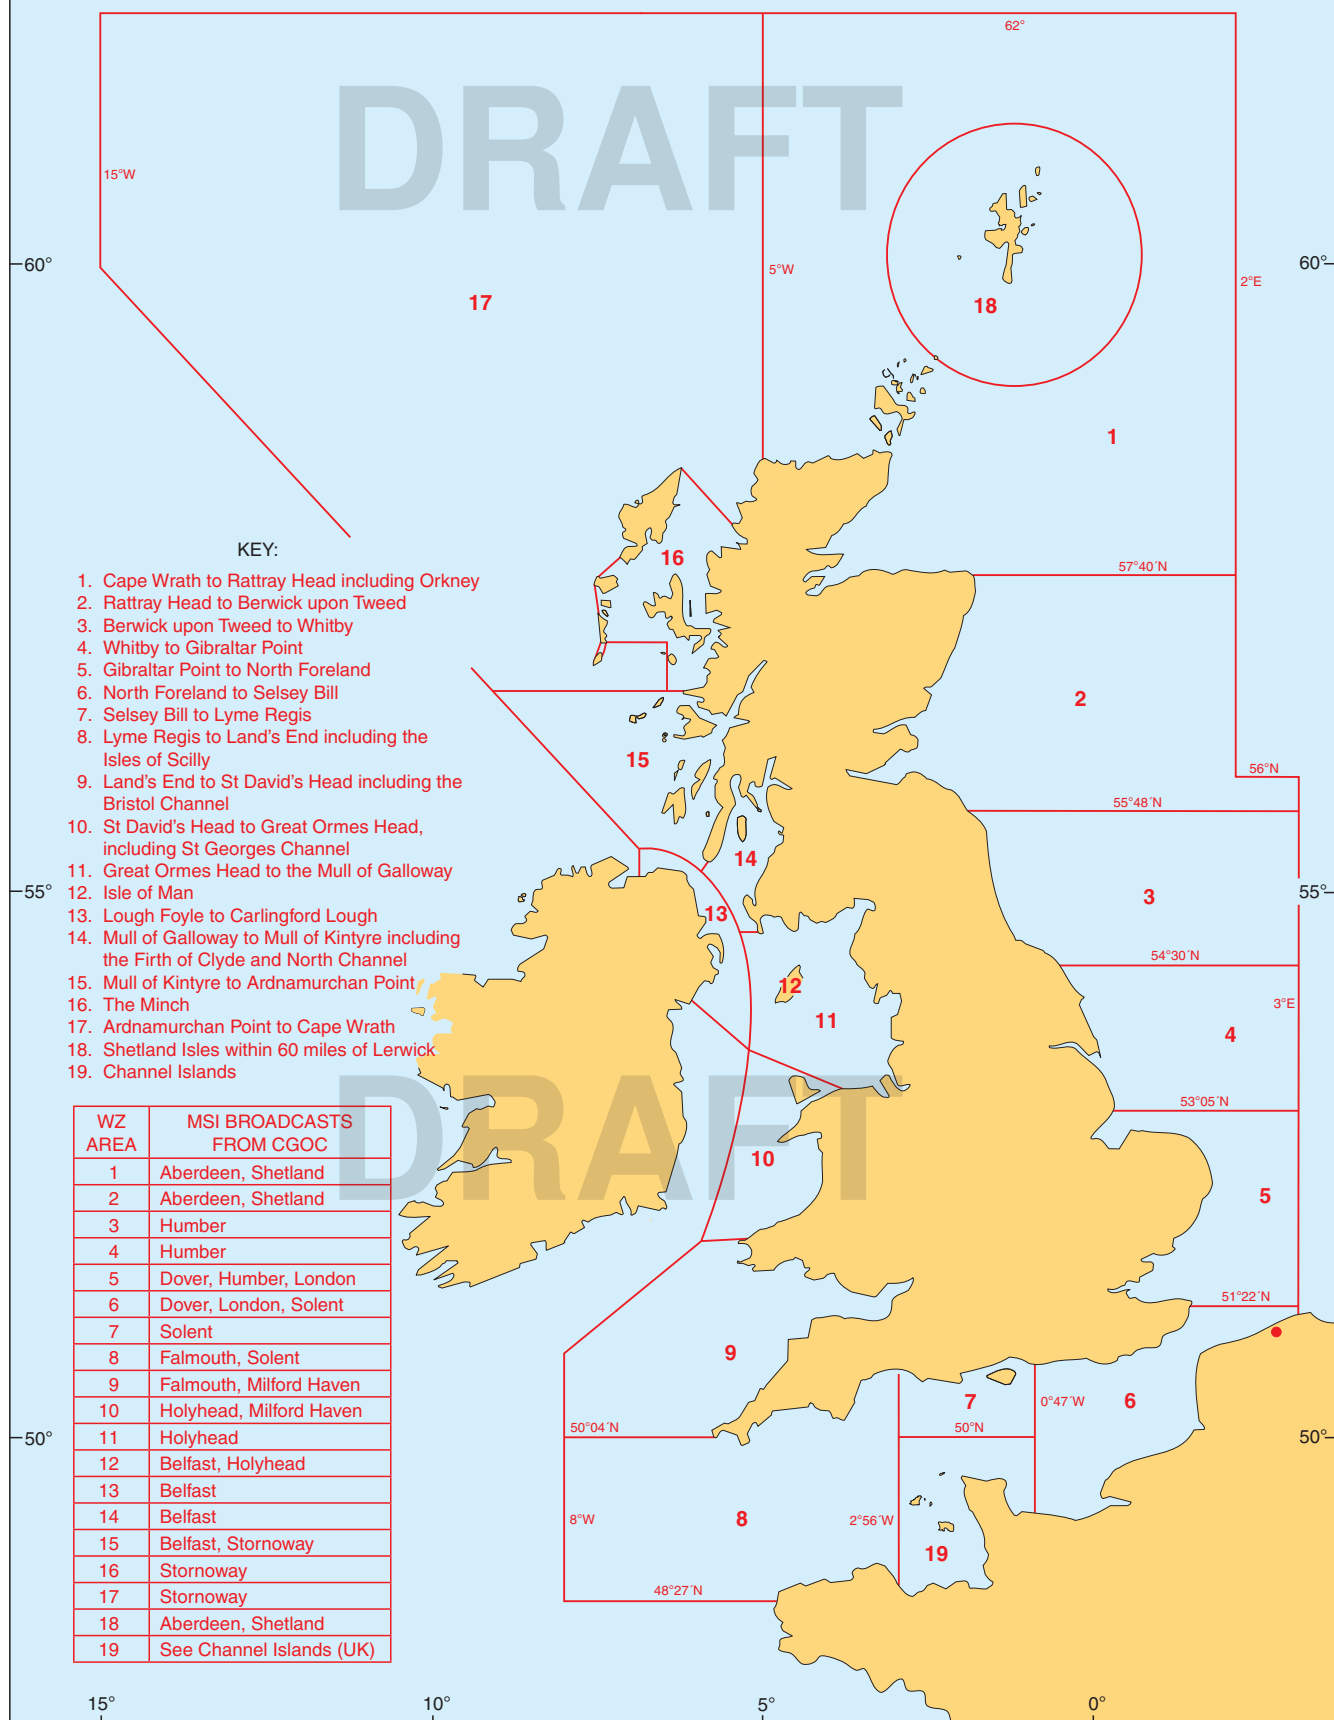 62°
DRAFT
15°W
60°
5°W
60°
2°E
17
18
1
KEY:
16
57°40´N
1. Cape Wrath to Rattray Head including Orkney
2. Rattray Head to Berwick upon Tweed
3. Berwick upon Tweed to Whitby
4. Whitby to Gibraltar Point
5. Gibraltar Point to North Foreland
6. North Foreland to Selsey Bill
7. Selsey Bill to Lyme Regis
8. Lyme Regis to Land's End including the
Isles of Scilly
9. Land's End to St David's Head including the
Bristol Channel
10. St David's Head to Great Ormes Head,
including St Georges Channel
11. Great Ormes Head to the Mull of Galloway
12. Isle of Man
13. Lough Foyle to Carlingford Lough
14. Mull of Galloway to Mull of Kintyre including
the Firth of Clyde and North Channel
15. Mull of Kintyre to Ardnamurchan Point
16. The Minch
17. Ardnamurchan Point to Cape Wrath
18. Shetland Isles within 60 miles of Lerwick
19. Channel Islands
2
15
56°N
55°48´N
14
55°
3
55°
13
54°30´N
12
3°E
11
4
DRAFT
53°05´N
10
5
51°22´N
9
7
0°47´W
6
50°04´N
50°N
50°
50°
8°W
8
2°56´W
19
48°27´N
WZ AREA MSI BROADCASTS FROM CGOC
1 Aberdeen, Shetland
2 Aberdeen, Shetland
3 Humber
4 Humber
5 Dover, Humber, London
6 Dover, London, Solent
7 Solent
8 Falmouth, Solent
9 Falmouth, Milford Haven
10 Holyhead, Milford Haven
11 Holyhead
12 Belfast, Holyhead
13 Belfast
14 Belfast
15 Belfast, Stornoway
16 Stornoway
17 Stornoway
18 Aberdeen, Shetland
19 See Channel Islands (UK)
15° 10° 5° 0°